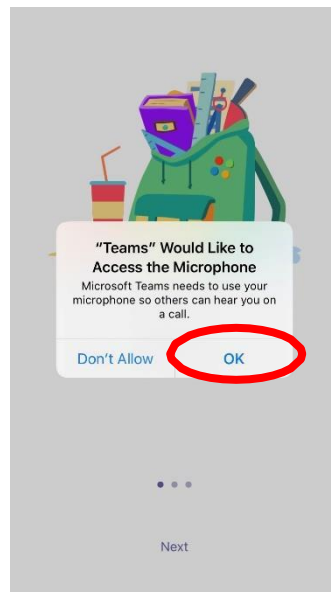 “Teams” Would Like to
Access the Microphone
Microsoft Teams needs to use your
microphone so others can hear you on
a call.
Don’t Allow
OK
Next